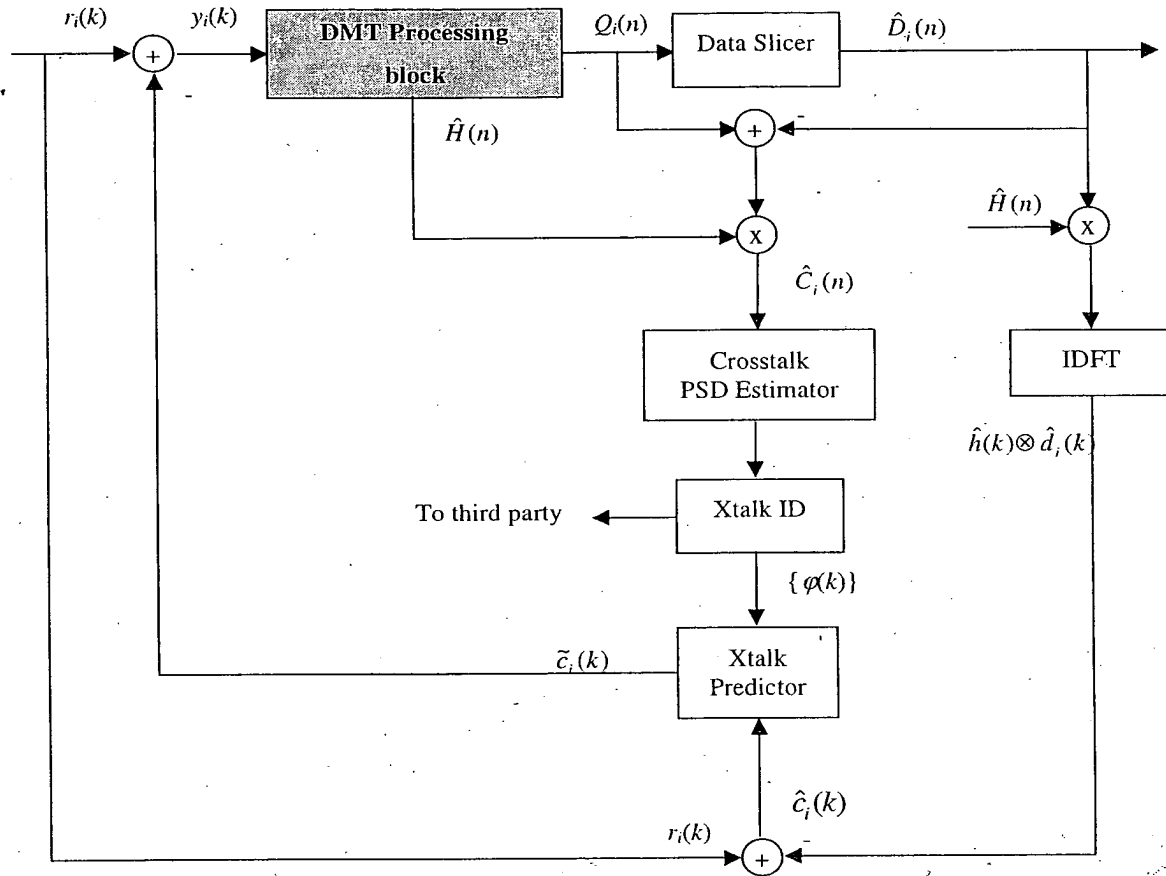 r_i(k)
y_i(k)
DMT Processing
block
Q_i(n)
Data Slicer
D̂_i(n)
+
-
Ĥ(n)
+
-
Ĥ(n)
x
x
Ĉ_i(n)
Crosstalk
PSD Estimator
IDFT
ĥ(k)⊗ d̂_i(k)
To third party
Xtalk ID
{φ(k)}
c̃_i(k)
Xtalk
Predictor
ĉ_i(k)
r_i(k)
+
-